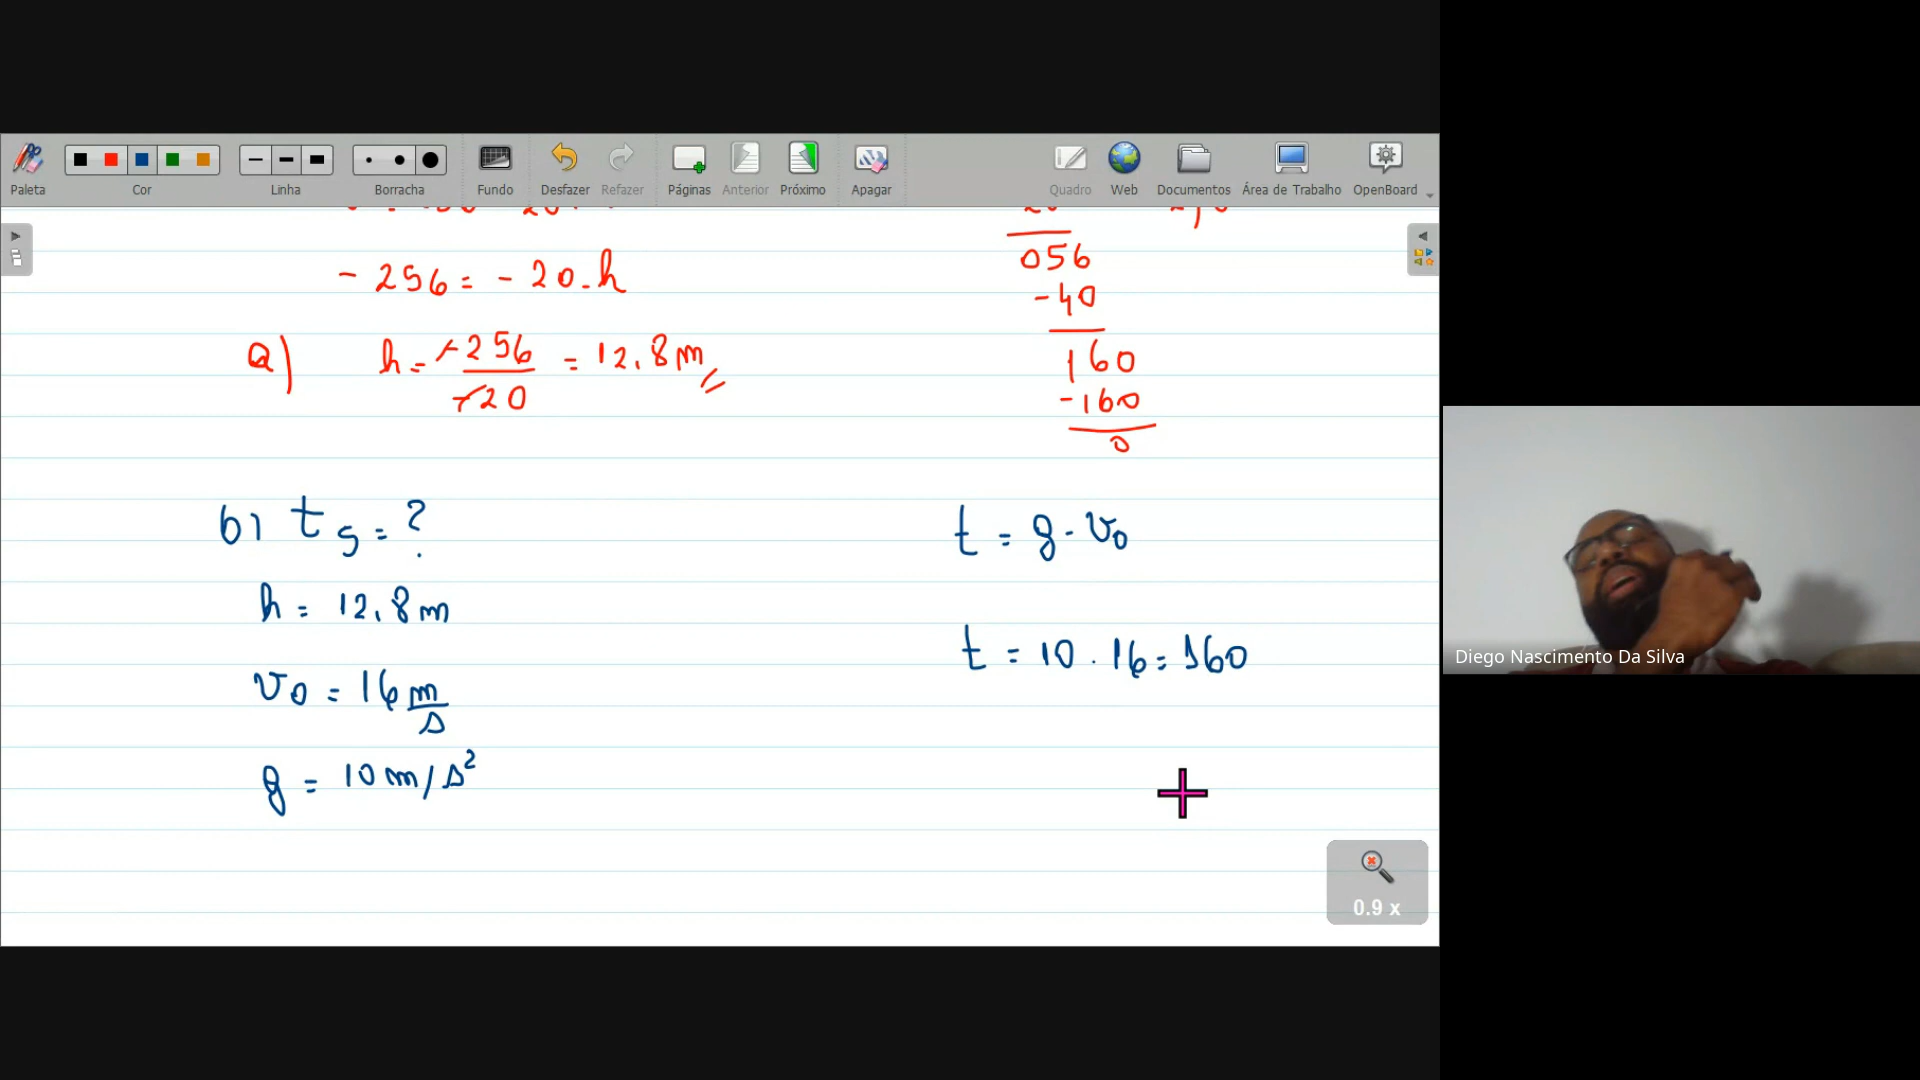 Paleta
Cor
Linha
Borracha
Fundo
Desfazer
Refazer
Páginas
Anterior
Próximo
Apagar
Quadro
Web
Documentos
Área de Trabalho
OpenBoard
- 256 = - 20 . h
a) h = -256 / -20 = 12,8 m
056
-40
160
-160
0
b) ts = ?
h = 12,8 m
v0 = 16 m/s
g = 10 m/s²
t = g . v0
t = 10 . 16 = 160
Diego Nascimento Da Silva
0.9 x